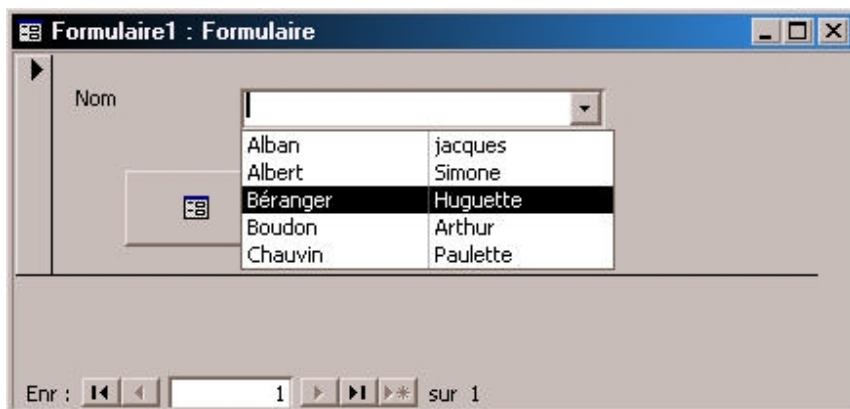 Formulaire1 : Formulaire
Nom
Alban jacques
Albert Simone
Béranger Huguette
Boudon Arthur
Chauvin Paulette
Enr : 1 sur 1